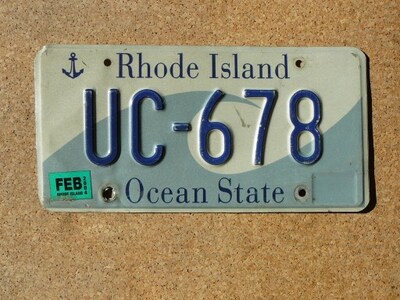 Rhode Island
UC-678
FEB
Ocean State